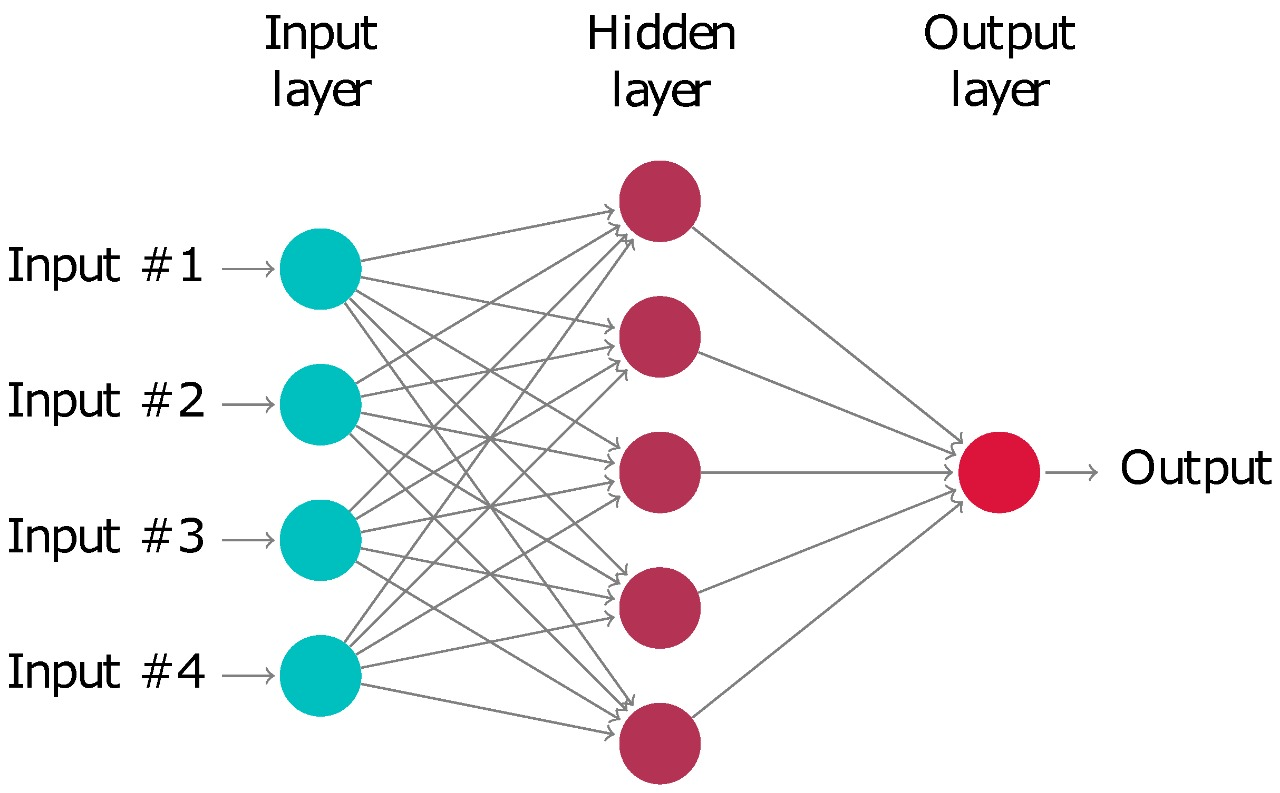 Input
layer
Hidden
layer
Output
layer
Input #1
Input #2
Input #3
Input #4
Output